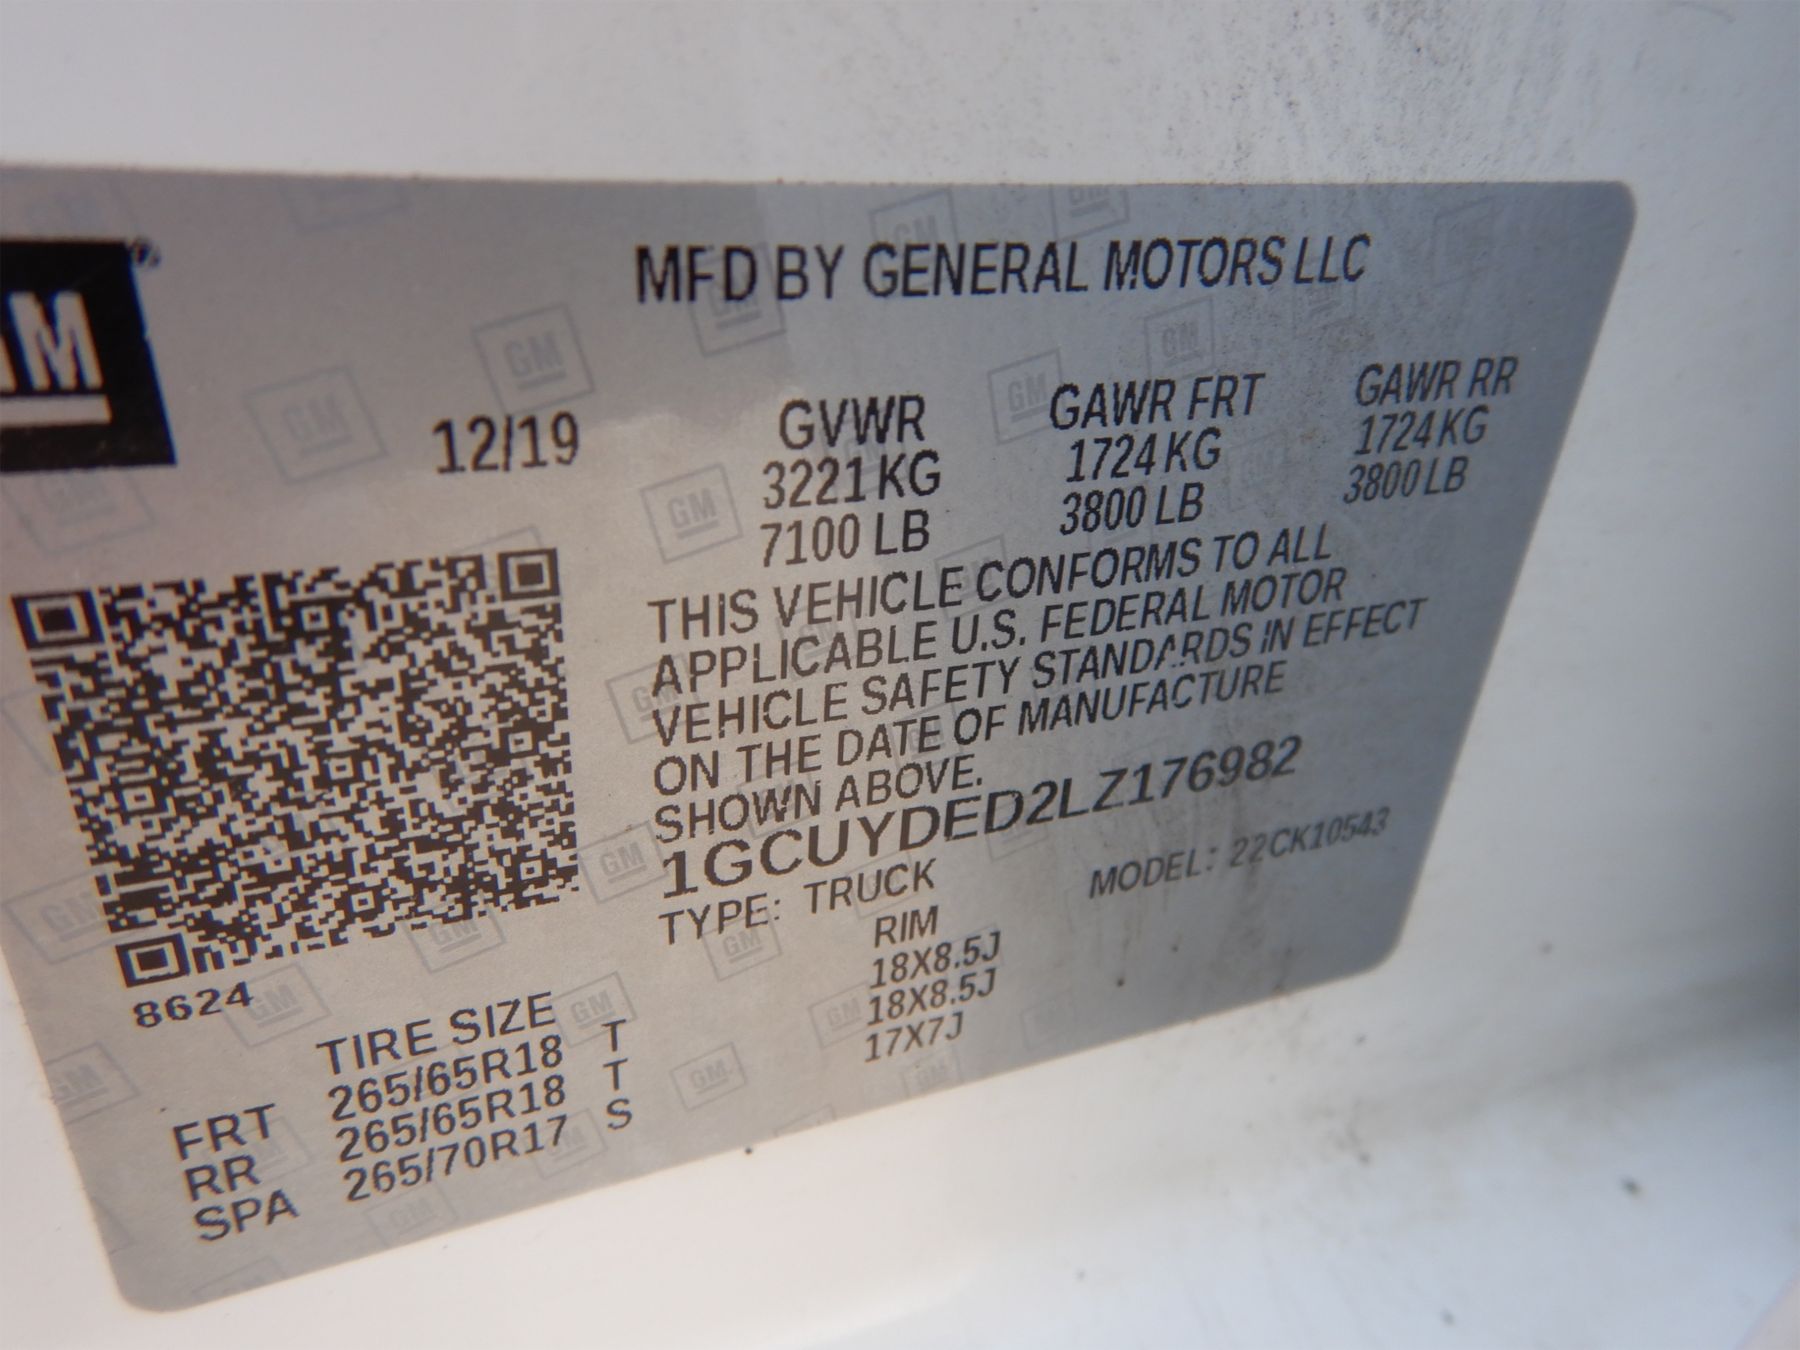 GM
MFD BY GENERAL MOTORS LLC
12/19
GVWR GAWR FRT GAWR RR
3221 KG 1724 KG 1724 KG
7100 LB 3800 LB 3800 LB
THIS VEHICLE CONFORMS TO ALL
APPLICABLE U.S. FEDERAL MOTOR
VEHICLE SAFETY STANDARDS IN EFFECT
ON THE DATE OF MANUFACTURE
SHOWN ABOVE.
1GCUYDED2LZ176982
TYPE: TRUCK MODEL: 22CK10543
8624
TIRE SIZE RIM
FRT 265/65R18 T 18X8.5J
RR 265/65R18 T 18X8.5J
SPA 265/70R17 S 17X7J